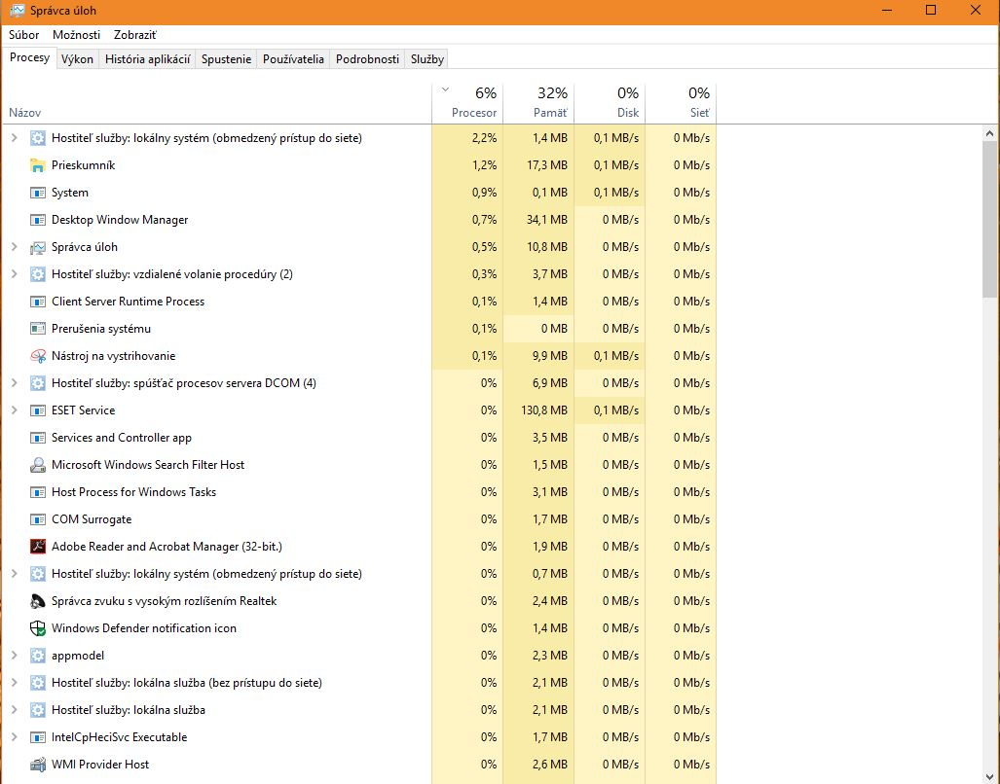 Správca úloh
Súbor Možnosti Zobraziť
Procesy Výkon História aplikácií Spustenie Používatelia Podrobnosti Služby
6% 32% 0% 0%
Názov Procesor Pamäť Disk Sieť
Hostiteľ služby: lokálny systém (obmedzený prístup do siete) 2,2% 1,4 MB 0,1 MB/s 0 Mb/s
Prieskumník 1,2% 17,3 MB 0,1 MB/s 0 Mb/s
System 0,9% 0,1 MB 0,1 MB/s 0 Mb/s
Desktop Window Manager 0,7% 34,1 MB 0 MB/s 0 Mb/s
Správca úloh 0,5% 10,8 MB 0 MB/s 0 Mb/s
Hostiteľ služby: vzdialené volanie procedúry (2) 0,3% 3,7 MB 0 MB/s 0 Mb/s
Client Server Runtime Process 0,1% 1,4 MB 0 MB/s 0 Mb/s
Prerušenia systému 0,1% 0 MB 0 MB/s 0 Mb/s
Nástroj na vystrihovanie 0,1% 9,9 MB 0,1 MB/s 0 Mb/s
Hostiteľ služby: spúšťač procesov servera DCOM (4) 0% 6,9 MB 0 MB/s 0 Mb/s
ESET Service 0% 130,8 MB 0,1 MB/s 0 Mb/s
Services and Controller app 0% 3,5 MB 0 MB/s 0 Mb/s
Microsoft Windows Search Filter Host 0% 1,5 MB 0 MB/s 0 Mb/s
Host Process for Windows Tasks 0% 3,1 MB 0 MB/s 0 Mb/s
COM Surrogate 0% 1,7 MB 0 MB/s 0 Mb/s
Adobe Reader and Acrobat Manager (32-bit.) 0% 1,9 MB 0 MB/s 0 Mb/s
Hostiteľ služby: lokálny systém (obmedzený prístup do siete) 0% 0,7 MB 0 MB/s 0 Mb/s
Správca zvuku s vysokým rozlíšením Realtek 0% 2,4 MB 0 MB/s 0 Mb/s
Windows Defender notification icon 0% 1,4 MB 0 MB/s 0 Mb/s
appmodel 0% 2,3 MB 0 MB/s 0 Mb/s
Hostiteľ služby: lokálna služba (bez prístupu do siete) 0% 2,1 MB 0 MB/s 0 Mb/s
Hostiteľ služby: lokálna služba 0% 2,1 MB 0 MB/s 0 Mb/s
IntelCpHeciSvc Executable 0% 1,7 MB 0 MB/s 0 Mb/s
WMI Provider Host 0% 2,6 MB 0 MB/s 0 Mb/s